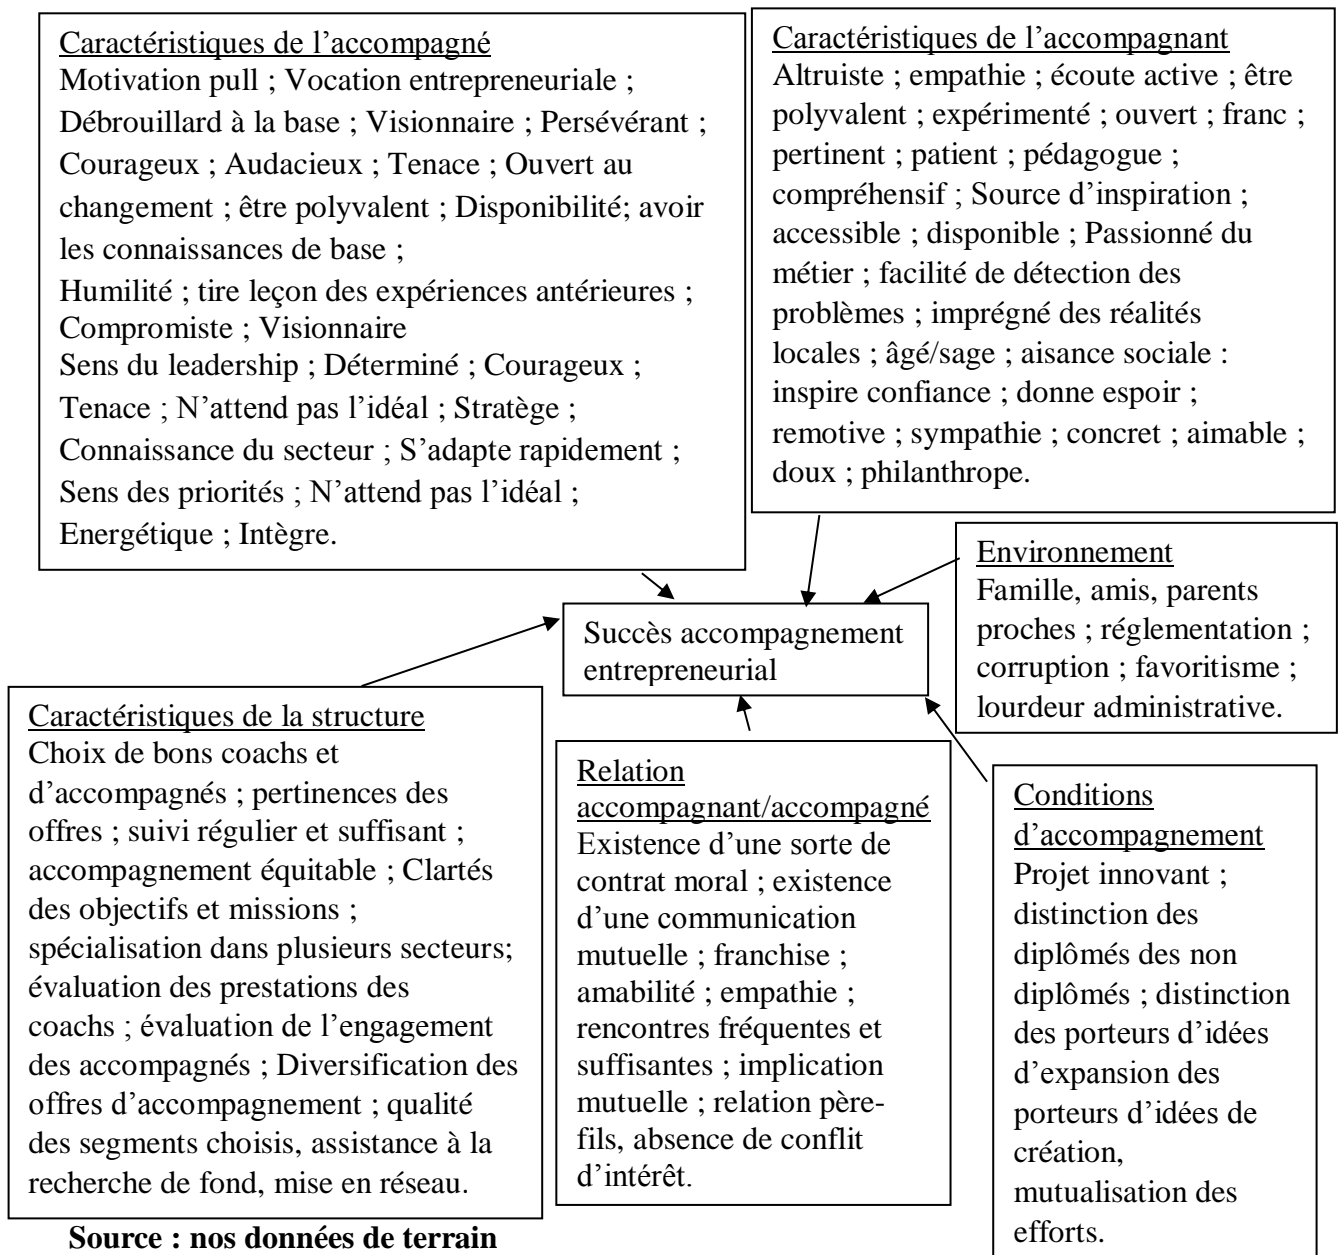 Caractéristiques de l’accompagné
Motivation pull ; Vocation entrepreneuriale ;
Débrouillard à la base ; Visionnaire ; Persévérant ;
Courageux ; Audacieux ; Tenace ; Ouvert au
changement ; être polyvalent ; Disponibilité; avoir
les connaissances de base ;
Humilité ; tire leçon des expériences antérieures ;
Compromiste ; Visionnaire
Sens du leadership ; Déterminé ; Courageux ;
Tenace ; N’attend pas l’idéal ; Stratège ;
Connaissance du secteur ; S’adapte rapidement ;
Sens des priorités ; N’attend pas l’idéal ;
Energétique ; Intègre.
Caractéristiques de l’accompagnant
Altruiste ; empathie ; écoute active ; être
polyvalent ; expérimenté ; ouvert ; franc ;
pertinent ; patient ; pédagogue ;
compréhensif ; Source d’inspiration ;
accessible ; disponible ; Passionné du
métier ; facilité de détection des
problèmes ; imprégné des réalités
locales ; âgé/sage ; aisance sociale :
inspire confiance ; donne espoir ;
remotive ; sympathie ; concret ; aimable ;
doux ; philanthrope.
Environnement
Famille, amis, parents
proches ; réglementation ;
corruption ; favoritisme ;
lourdeur administrative.
Succès accompagnement
entrepreneurial
Caractéristiques de la structure
Choix de bons coachs et
d’accompagnés ; pertinences des
offres ; suivi régulier et suffisant ;
accompagnement équitable ; Clartés
des objectifs et missions ;
spécialisation dans plusieurs secteurs;
évaluation des prestations des
coachs ; évaluation de l’engagement
des accompagnés ; Diversification des
offres d’accompagnement ; qualité
des segments choisis, assistance à la
recherche de fond, mise en réseau.
Relation
accompagnant/accompagné
Existence d’une sorte de
contrat moral ; existence
d’une communication
mutuelle ; franchise ;
amabilité ; empathie ;
rencontres fréquentes et
suffisantes ; implication
mutuelle ; relation père-
fils, absence de conflit
d’intérêt.
Conditions
d’accompagnement
Projet innovant ;
distinction des
diplômés des non
diplômés ; distinction
des porteurs d’idées
d’expansion des
porteurs d’idées de
création,
mutualisation des
efforts.
Source : nos données de terrain